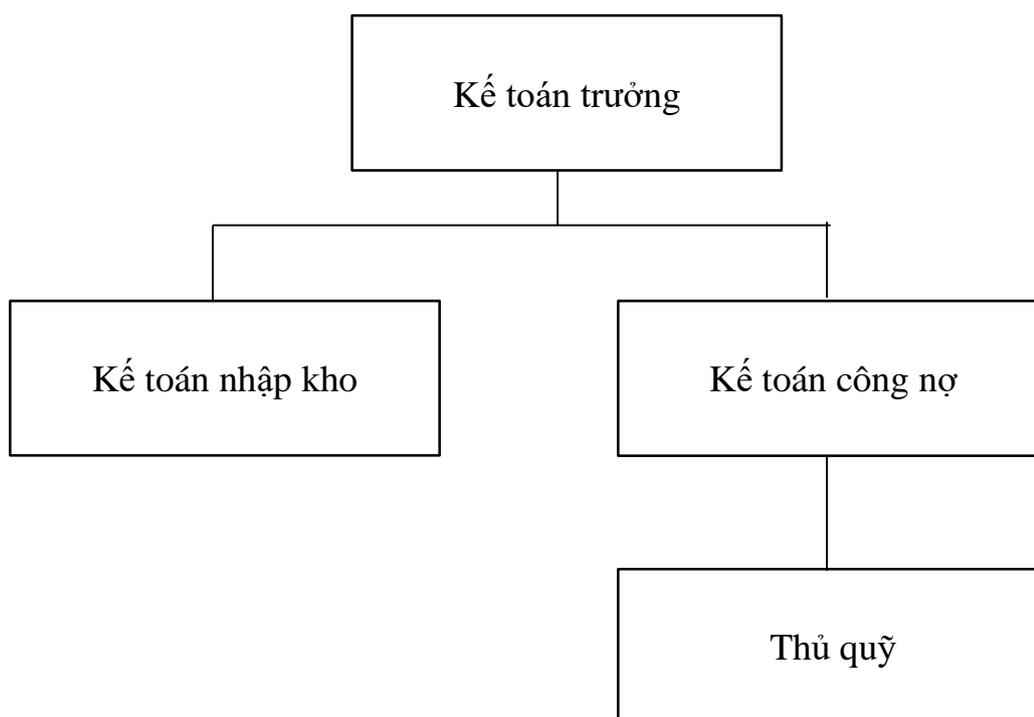 Kế toán trưởng
Kế toán nhập kho
Kế toán công nợ
Thủ quỹ